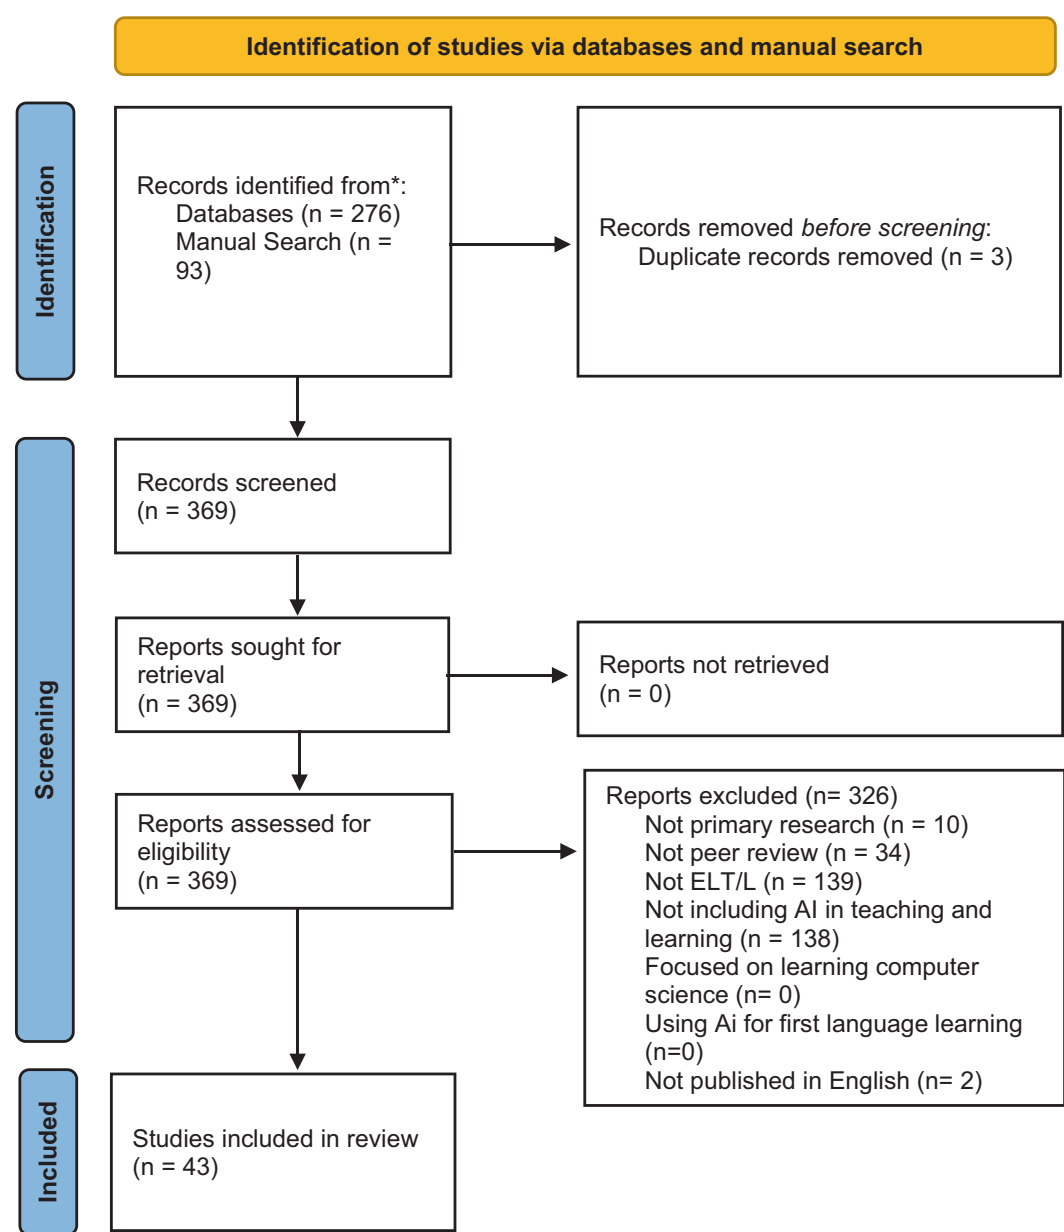 Identification of studies via databases and manual search
Identification
Records identified from*:
Databases (n = 276)
Manual Search (n =
93)
Records removed before screening:
Duplicate records removed (n = 3)
Screening
Records screened
(n = 369)
Reports sought for
retrieval
(n = 369)
Reports not retrieved
(n = 0)
Reports assessed for
eligibility
(n = 369)
Reports excluded (n= 326)
Not primary research (n = 10)
Not peer review (n = 34)
Not ELT/L (n = 139)
Not including AI in teaching and
learning (n = 138)
Focused on learning computer
science (n= 0)
Using Ai for first language learning
(n=0)
Not published in English (n= 2)
Included
Studies included in review
(n = 43)